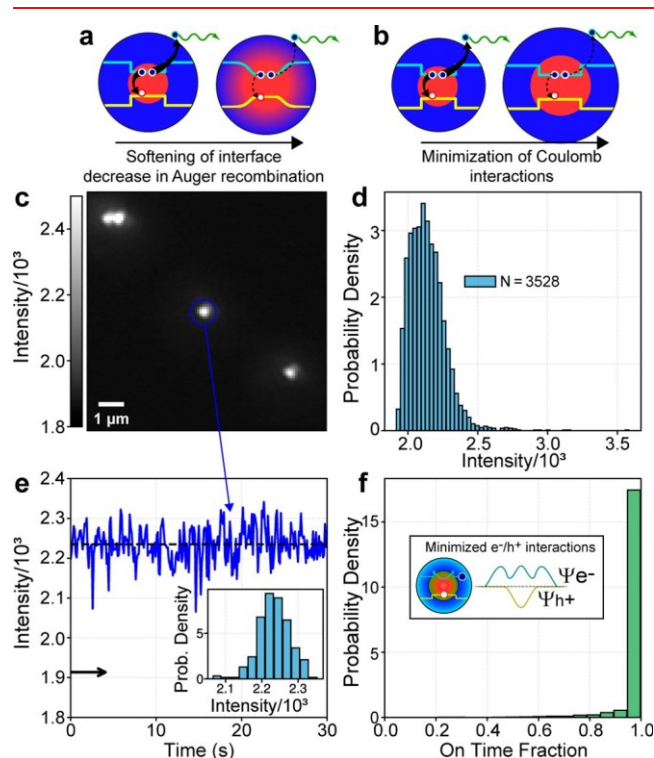 a
b
Softening of interface
decrease in Auger recombination
Minimization of Coulomb
interactions
c
Intensity/10³
2.4
2.2
2.0
1.8
1 μm
d
Probability Density
3
2
1
0
N = 3528
2.0 2.5 3.0 3.5
Intensity/10³
e
Intensity/10³
2.4
2.3
2.2
2.1
2.0
1.9
1.8
0 10 20 30
Time (s)
Prob. Density
5
0
2.1 2.2 2.3
Intensity/10³
f
Probability Density
15
10
5
0
Minimized e⁻/h⁺ interactions
Ψe⁻
Ψh+
0.0 0.2 0.4 0.6 0.8 1.0
On Time Fraction